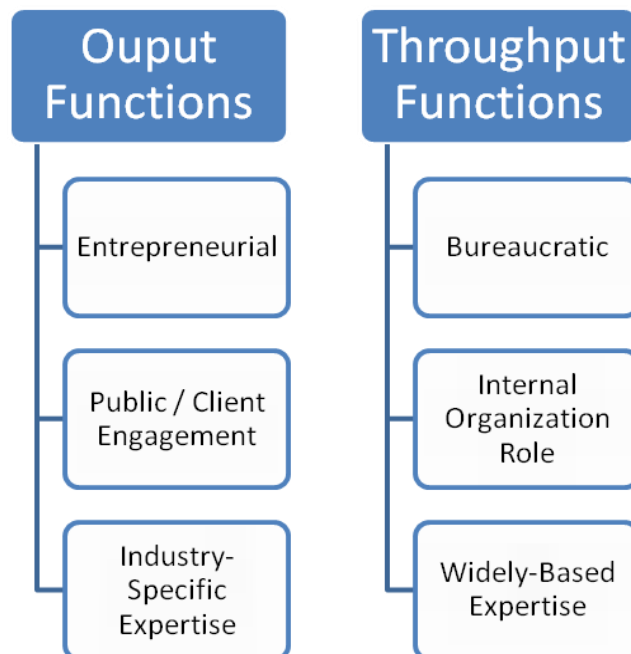 Ouput
Functions
Entrepreneurial
Public / Client
Engagement
Industry-
Specific
Expertise
Throughput
Functions
Bureaucratic
Internal
Organization
Role
Widely-Based
Expertise